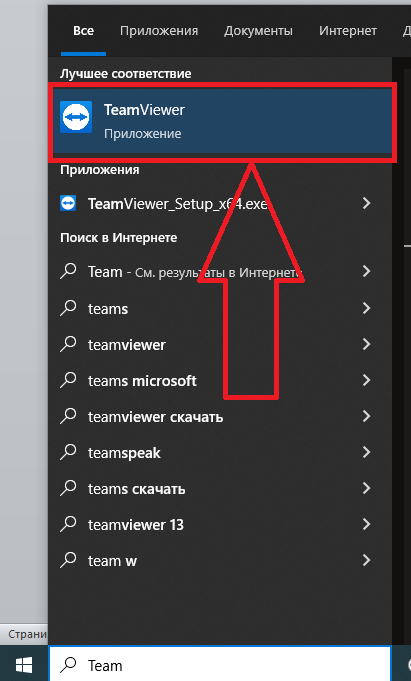 Все Приложения Документы Интернет
Лучшее соответствие
TeamViewer
Приложение
Приложения
TeamViewer_Setup_x64.exe
Поиск в Интернете
Team - См. результаты в Интернете
teams
teamviewer
teams microsoft
teamviewer скачать
teamspeak
teams скачать
teamviewer 13
team w
Страни
Team